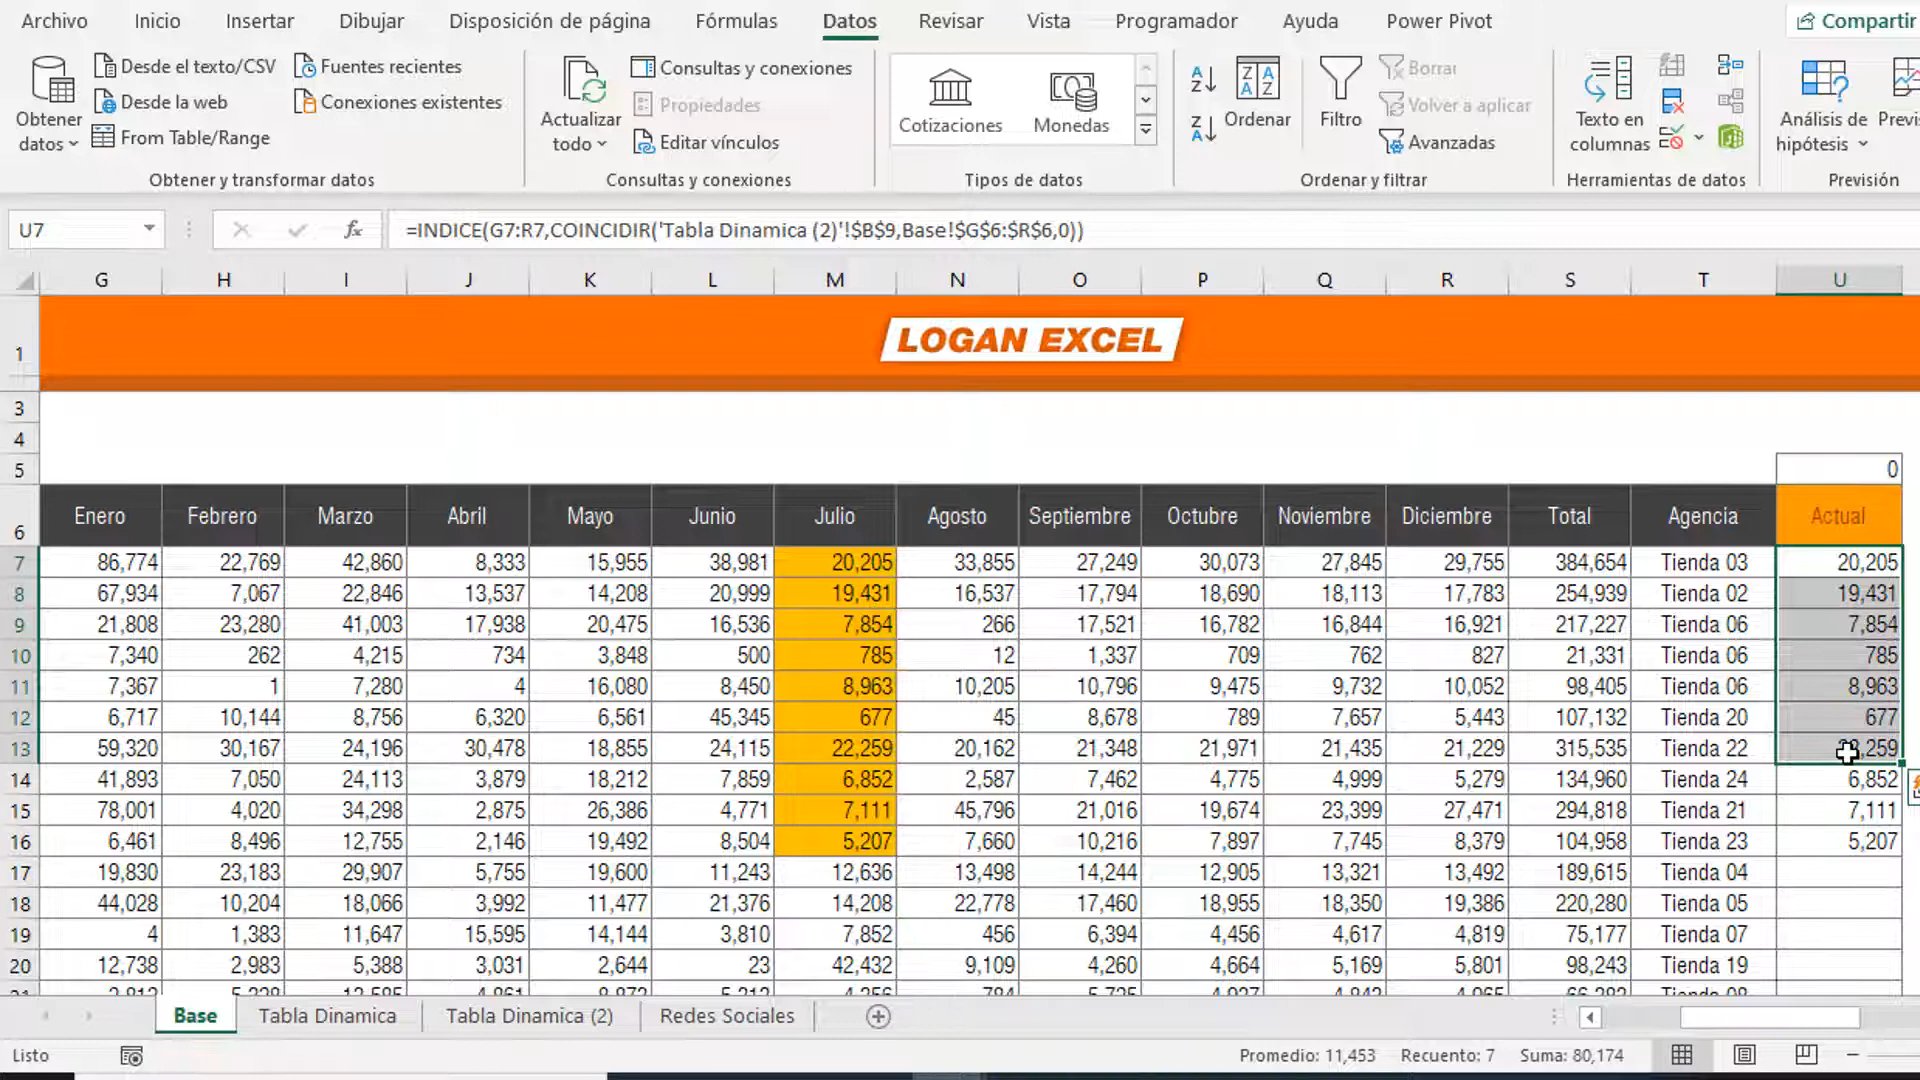 Archivo Inicio Insertar Dibujar Disposición de página Fórmulas Datos Revisar Vista Programador Ayuda Power Pivot Compartir
Obtener datos
Desde el texto/CSV
Desde la web
From Table/Range
Fuentes recientes
Conexiones existentes
Obtener y transformar datos
Actualizar todo
Consultas y conexiones
Propiedades
Editar vínculos
Consultas y conexiones
Cotizaciones Monedas
Tipos de datos
Ordenar
Filtro
Borrar
Volver a aplicar
Avanzadas
Ordenar y filtrar
Texto en columnas
Herramientas de datos
Análisis de hipótesis
Previsión
U7 fx =INDICE(G7:R7,COINCIDIR('Tabla Dinamica (2)'!$B$9,Base!$G$6:$R$6,0))
G H I J K L M N O P Q R S T U
1 LOGAN EXCEL
3
4
5 0
6 Enero Febrero Marzo Abril Mayo Junio Julio Agosto Septiembre Octubre Noviembre Diciembre Total Agencia Actual
7 86,774 22,769 42,860 8,333 15,955 38,981 20,205 33,855 27,249 30,073 27,845 29,755 384,654 Tienda 03 20,205
8 67,934 7,067 22,846 13,537 14,208 20,999 19,431 16,537 17,794 18,690 18,113 17,783 254,939 Tienda 02 19,431
9 21,808 23,280 41,003 17,938 20,475 16,536 7,854 266 17,521 16,782 16,844 16,921 217,227 Tienda 06 7,854
10 7,340 262 4,215 734 3,848 500 785 12 1,337 709 762 827 21,331 Tienda 06 785
11 7,367 1 7,280 4 16,080 8,450 8,963 10,205 10,796 9,475 9,732 10,052 98,405 Tienda 06 8,963
12 6,717 10,144 8,756 6,320 6,561 45,345 677 45 8,678 789 7,657 5,443 107,132 Tienda 20 677
13 59,320 30,167 24,196 30,478 18,855 24,115 22,259 20,162 21,348 21,971 21,435 21,229 315,535 Tienda 22
14 41,893 7,050 24,113 3,879 18,212 7,859 6,852 2,587 7,462 4,775 4,999 5,279 134,960 Tienda 24 6,852
15 78,001 4,020 34,298 2,875 26,386 4,771 7,111 45,796 21,016 19,674 23,399 27,471 294,818 Tienda 21 7,111
16 6,461 8,496 12,755 2,146 19,492 8,504 5,207 7,660 10,216 7,897 7,745 8,379 104,958 Tienda 23 5,207
17 19,830 23,183 29,907 5,755 19,600 11,243 12,636 13,498 14,244 12,905 13,321 13,492 189,615 Tienda 04
18 44,028 10,204 18,066 3,992 11,477 21,376 14,208 22,778 17,460 18,955 18,350 19,386 220,280 Tienda 05
19 4 1,383 11,647 15,595 14,144 3,810 7,852 456 6,394 4,456 4,617 4,819 75,177 Tienda 07
20 12,738 2,983 5,388 3,031 2,644 23 42,432 9,109 4,260 4,664 5,169 5,801 98,243 Tienda 19
Base Tabla Dinamica Tabla Dinamica (2) Redes Sociales
Listo Promedio: 11,453 Recuento: 7 Suma: 80,174